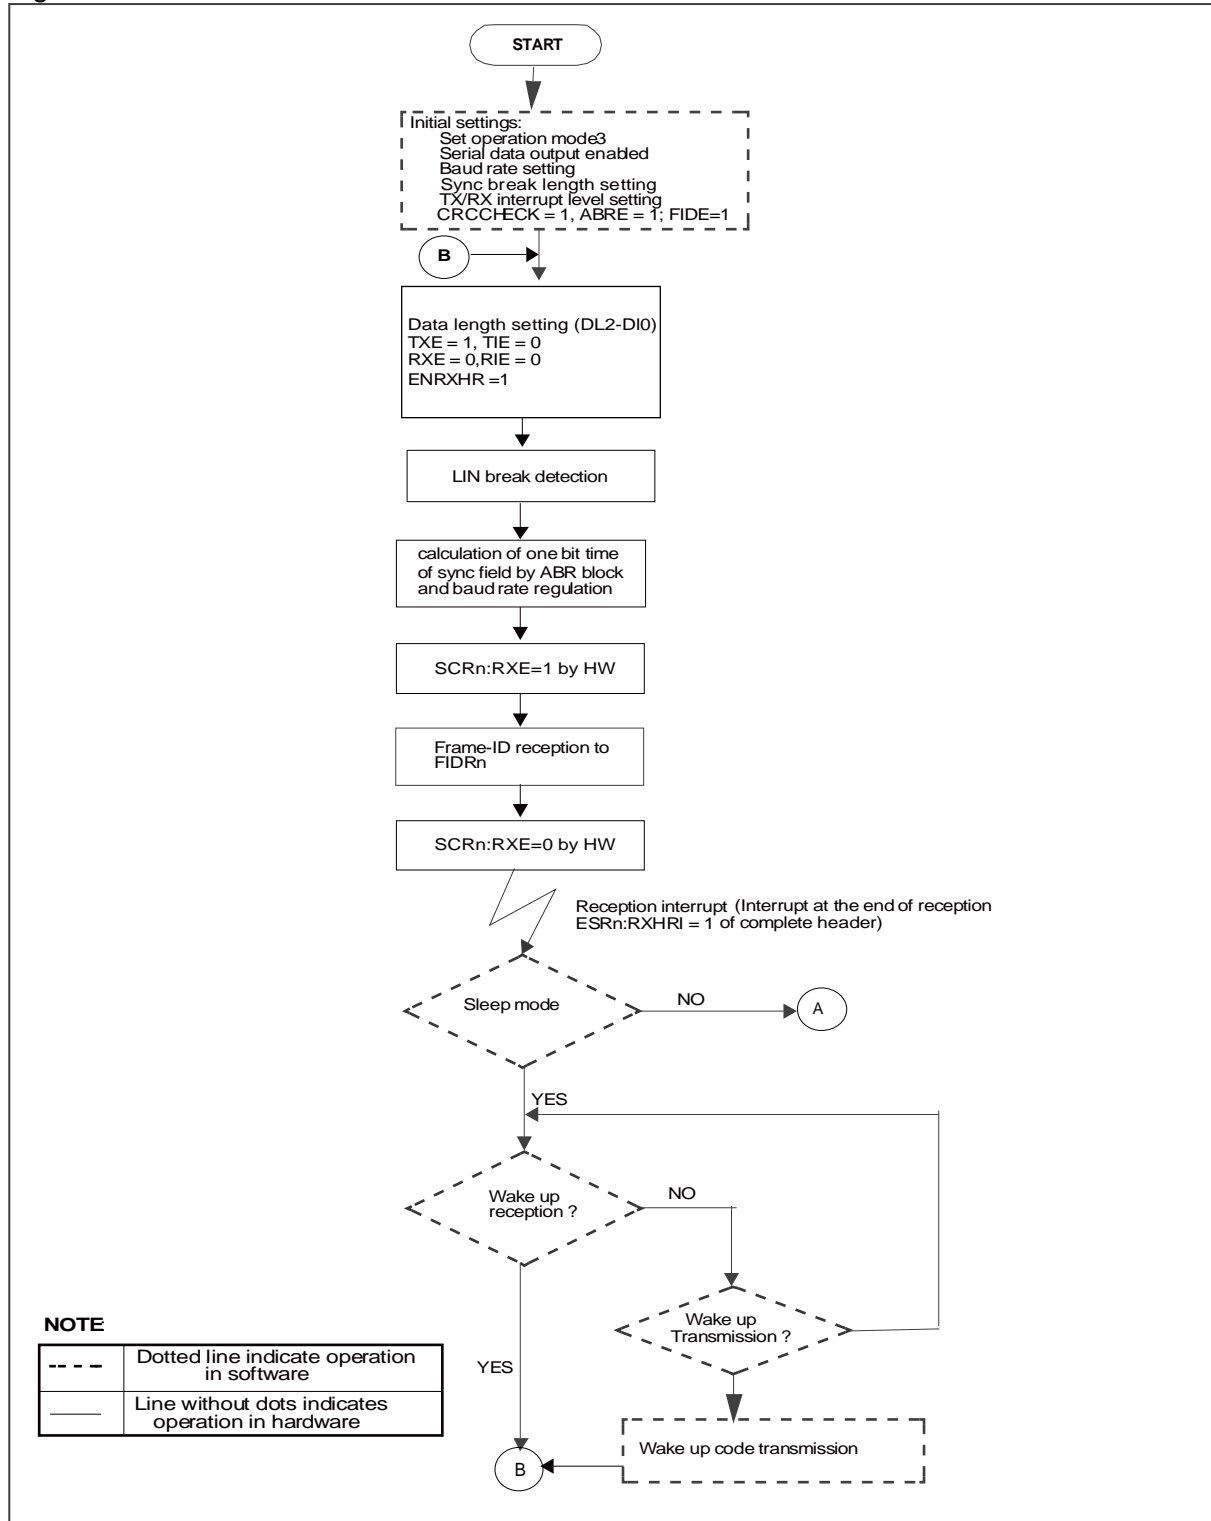 START
Initial settings:
Set operation mode3
Serial data output enabled
Baud rate setting
Sync break length setting
TX/RX interrupt level setting
CRCCHECK = 1, ABRE = 1; FIDE=1
B
Data length setting (DL2-Dl0)
TXE = 1, TIE = 0
RXE = 0,RIE = 0
ENRXHR =1
LIN break detection
calculation of one bit time
of sync field by ABR block
and baud rate regulation
SCRn:RXE=1 by HW
Frame-ID reception to
FIDRn
SCRn:RXE=0 by HW
Reception interrupt (Interrupt at the end of reception
ESRn:RXHRI = 1 of complete header)
Sleep mode
NO
A
YES
Wake up
reception ?
NO
Wake up
Transmission ?
YES
Wake up code transmission
B
NOTE
Dotted line indicate operation
in software
Line without dots indicates
operation in hardware